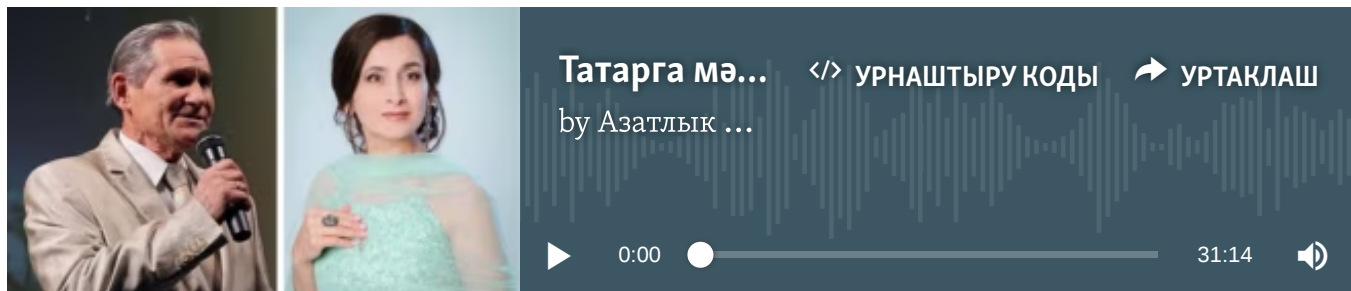 Татарга мә...
УРНАШТЫРУ КОДЫ
УРТАКЛАШ
by Азатлык ...
0:00
31:14